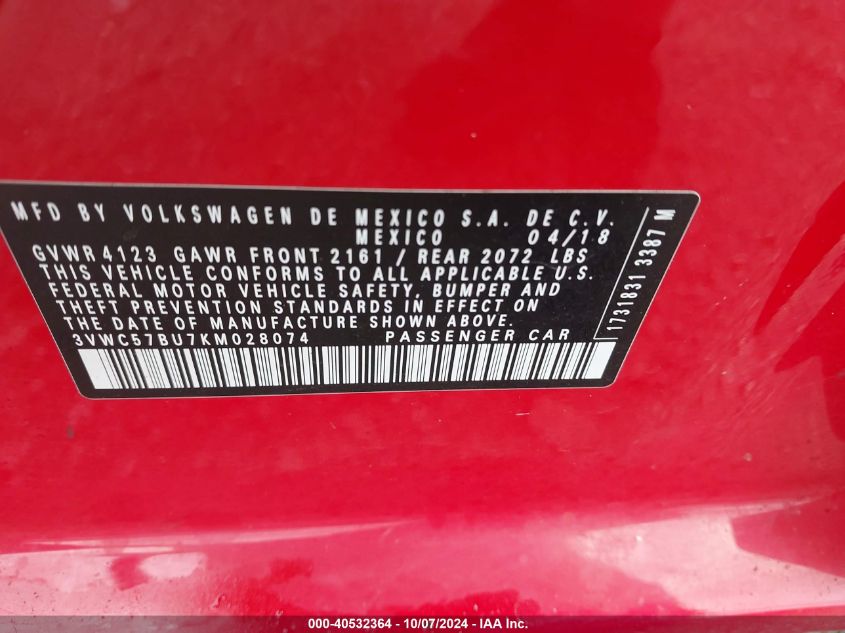 MFD BY VOLKSWAGEN DE MEXICO S.A. DE C.V.
MEXICO 04/18
GVWR 4123 GAWR FRONT 2161 / REAR 2072 LBS
THIS VEHICLE CONFORMS TO ALL APPLICABLE U.S.
FEDERAL MOTOR VEHICLE SAFETY, BUMPER AND
THEFT PREVENTION STANDARDS IN EFFECT ON
THE DATE OF MANUFACTURE SHOWN ABOVE.
3VWC57BU7KM028074 PASSENGER CAR
1731831 3387 M
000-40532364 - 10/07/2024 - IAA Inc.